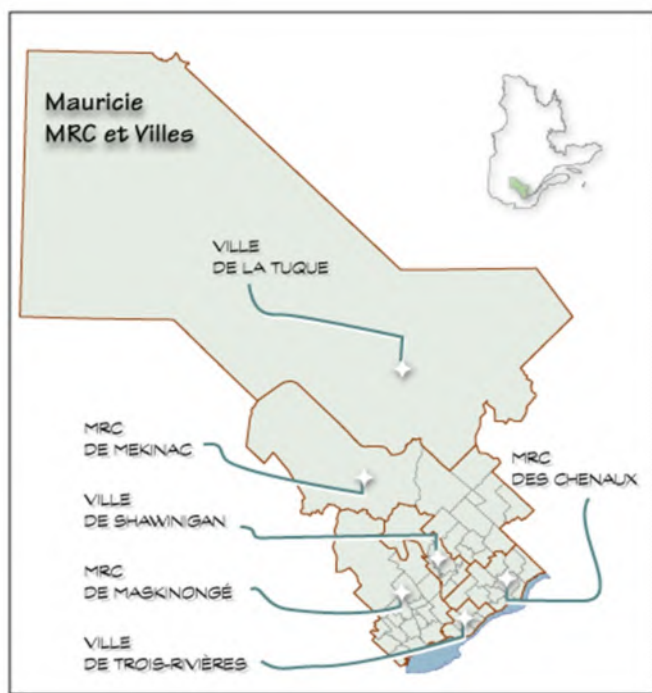 Mauricie
MRC et Villes
VILLE
DE LA TUQUE
MRC
DE MEKINAC
MRC
DES CHENAUX
VILLE
DE SHAWINIGAN
MRC
DE MASKINONGÉ
VILLE
DE TROIS-RIVIÈRES